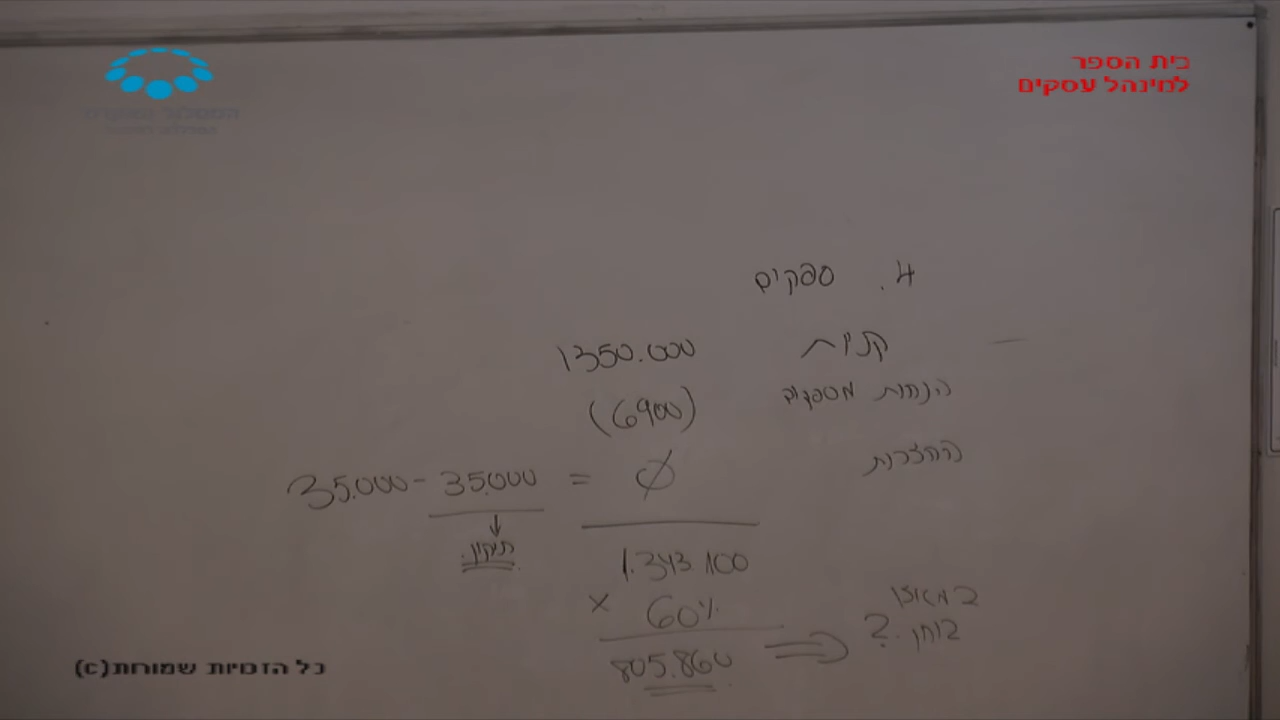 בית הספר
למינהל עסקים
4. ספקים
קניות 1350.000
הנחות מספקים (6900)
החזרות ∅ = 35.000 - 35.000
תיקון.
1.343.100
× 60%
805.860 ⇒ ? במאזן
בוחן.
כל הזכויות שמורות(c)